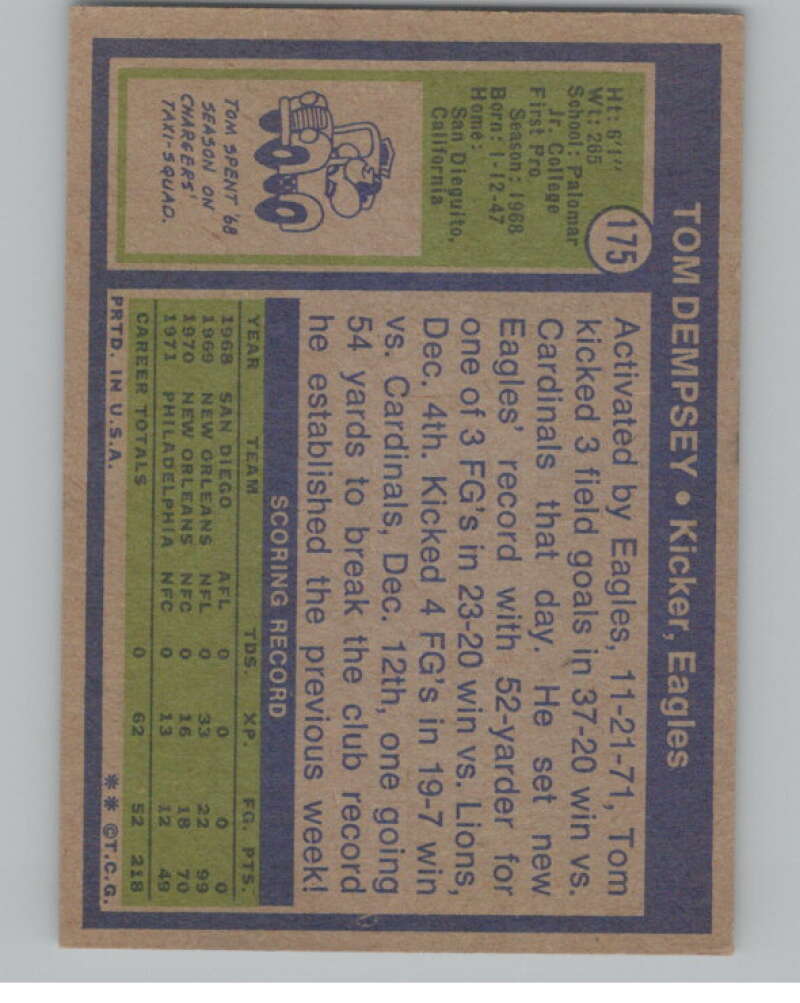 TOM DEMPSEY • Kicker, Eagles
175
Ht: 6'1"
Wt: 265
School: Palomar
Jr. College
First Pro
Season: 1968
Born: 1-12-47
Home:
San Dieguito,
California
TOM SPENT '68
SEASON ON
CHARGERS'
TAXI-SQUAD.
Activated by Eagles, 11-21-71, Tom
kicked 3 field goals in 37-20 win vs.
Cardinals that day. He set new
Eagles' record with 52-yarder for
one of 3 FG's in 23-20 win vs. Lions,
Dec. 4th. Kicked 4 FG's in 19-7 win
vs. Cardinals, Dec. 12th, one going
54 yards to break the club record
he established the previous week!
SCORING RECORD
YEAR TEAM TDS. XP. FG. PTS.
1968 SAN DIEGO AFL 0 0 0 0
1969 NEW ORLEANS NFL 0 33 22 99
1970 NEW ORLEANS NFC 0 16 18 70
1971 PHILADELPHIA NFC 0 13 12 49
CAREER TOTALS 0 62 52 218
PRTD. IN U.S.A. ** ©T.C.G.